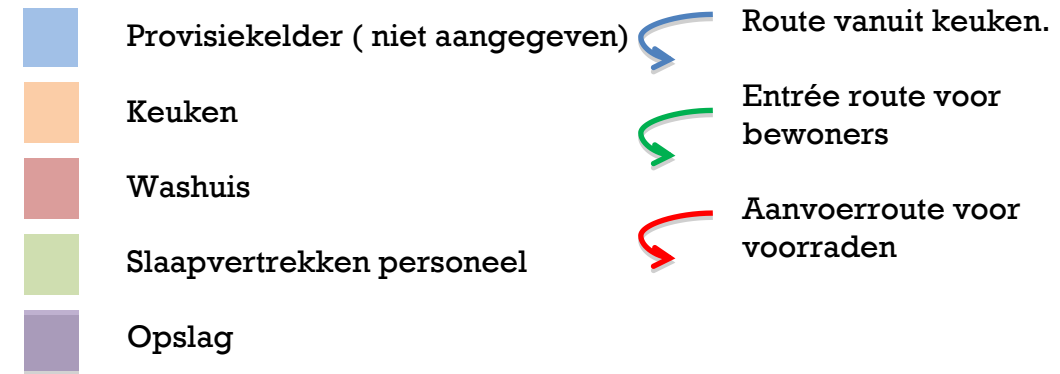 Provisiekelder ( niet aangegeven)
Keuken
Washuis
Slaapvertrekken personeel
Opslag
Route vanuit keuken.
Entrée route voor
bewoners
Aanvoerroute voor
voorraden